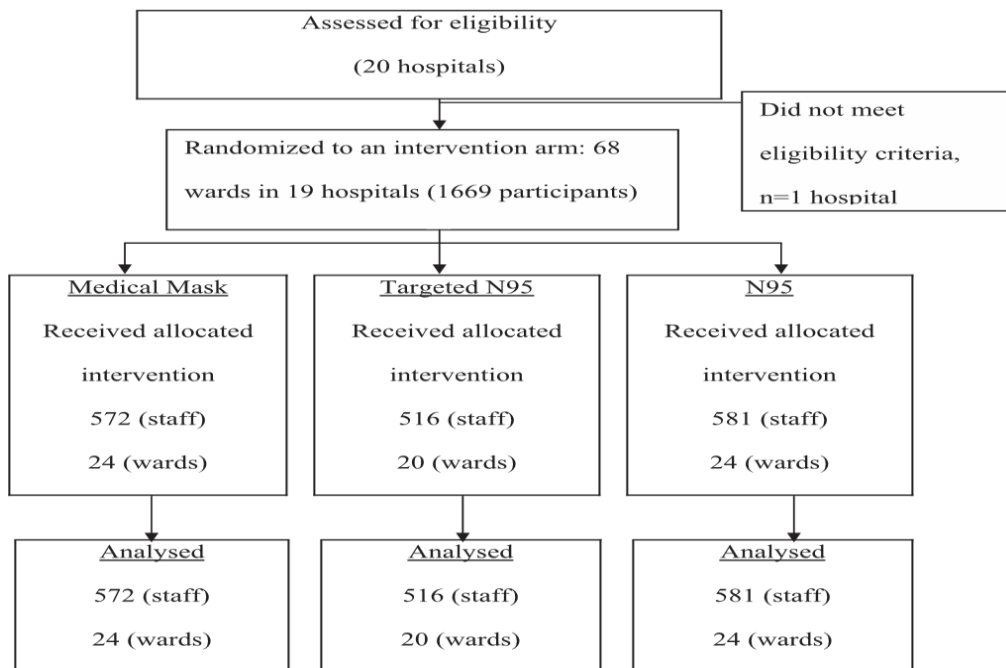 Assessed for eligibility
(20 hospitals)
Did not meet
eligibility criteria,
n=1 hospital
Randomized to an intervention arm: 68
wards in 19 hospitals (1669 participants)
Medical Mask
Received allocated
intervention
572 (staff)
24 (wards)
Targeted N95
Received allocated
intervention
516 (staff)
20 (wards)
N95
Received allocated
intervention
581 (staff)
24 (wards)
Analysed
572 (staff)
24 (wards)
Analysed
516 (staff)
20 (wards)
Analysed
581 (staff)
24 (wards)